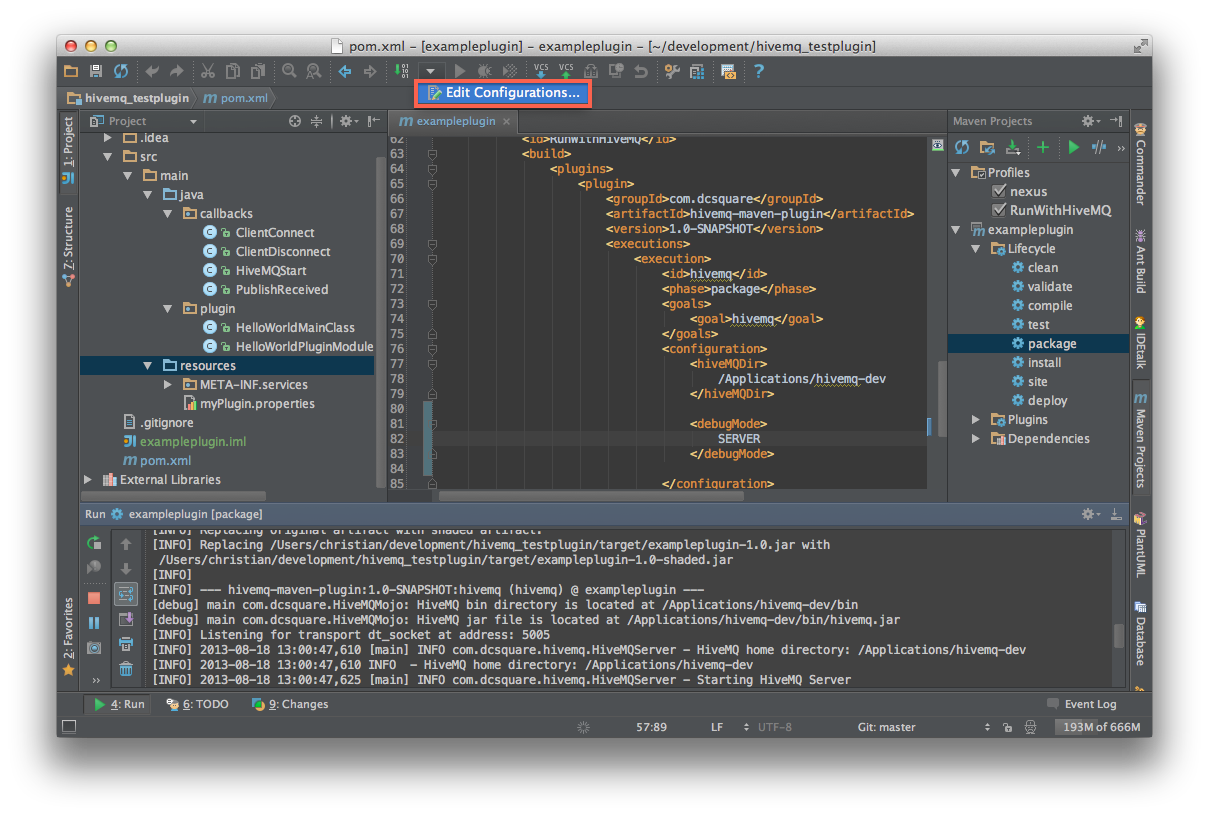 pom.xml – [exampleplugin] – exampleplugin – [~/development/hivemq_testplugin]
VCS VCS
Edit Configurations...
hivemq_testplugin
pom.xml
1: Project
7: Structure
2: Favorites
Project
.idea
src
main
java
callbacks
ClientConnect
ClientDisconnect
HiveMQStart
PublishReceived
plugin
HelloWorldMainClass
HelloWorldPluginModule
resources
META-INF.services
myPlugin.properties
.gitignore
exampleplugin.iml
pom.xml
External Libraries
exampleplugin
62 <id>RunWithHiveMQ</id>
63 <build>
64 <plugins>
65 <plugin>
66 <groupId>com.dcsquare</groupId>
67 <artifactId>hivemq-maven-plugin</artifactId>
68 <version>1.0-SNAPSHOT</version>
69 <executions>
70 <execution>
71 <id>hivemq</id>
72 <phase>package</phase>
73 <goals>
74 <goal>hivemq</goal>
75 </goals>
76 <configuration>
77 <hiveMQDir>
78 /Applications/hivemq-dev
79 </hiveMQDir>
80
81 <debugMode>
82 SERVER
83 </debugMode>
84
85 </configuration>
Maven Projects
Profiles
nexus
RunWithHiveMQ
exampleplugin
Lifecycle
clean
validate
compile
test
package
install
site
deploy
Plugins
Dependencies
Commander
Ant Build
IDEtalk
Maven Projects
PlantUML
Database
Run exampleplugin [package]
[INFO] Replacing original artifact with shaded artifact.
[INFO] Replacing /Users/christian/development/hivemq_testplugin/target/exampleplugin-1.0.jar with
/Users/christian/development/hivemq_testplugin/target/exampleplugin-1.0-shaded.jar
[INFO]
[INFO] --- hivemq-maven-plugin:1.0-SNAPSHOT:hivemq (hivemq) @ exampleplugin ---
[debug] main com.dcsquare.HiveMQMojo: HiveMQ bin directory is located at /Applications/hivemq-dev/bin
[debug] main com.dcsquare.HiveMQMojo: HiveMQ jar file is located at /Applications/hivemq-dev/bin/hivemq.jar
[INFO] Listening for transport dt_socket at address: 5005
[INFO] 2013-08-18 13:00:47,610 [main] INFO com.dcsquare.hivemq.HiveMQServer - HiveMQ home directory: /Applications/hivemq-dev
[INFO] 2013-08-18 13:00:47,610 INFO - HiveMQ home directory: /Applications/hivemq-dev
[INFO] 2013-08-18 13:00:47,625 [main] INFO com.dcsquare.hivemq.HiveMQServer - Starting HiveMQ Server
4: Run 6: TODO 9: Changes Event Log
57:89 LF UTF-8 Git: master 193M of 666M